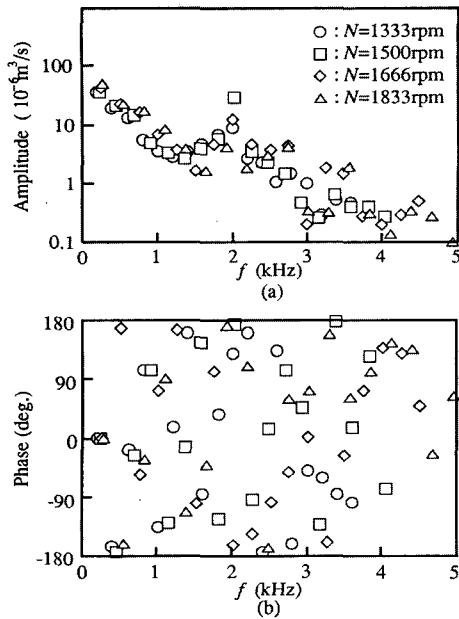 (a)
○ : N=1333rpm
□ : N=1500rpm
◇ : N=1666rpm
△ : N=1833rpm
Amplitude ( 10⁻⁶m³/s)
100
10
1
0.1
0 1 2 3 4 5
f (kHz)
(a)
Phase (deg.)
180
90
0
-90
-180
0 1 2 3 4 5
f (kHz)
(b)